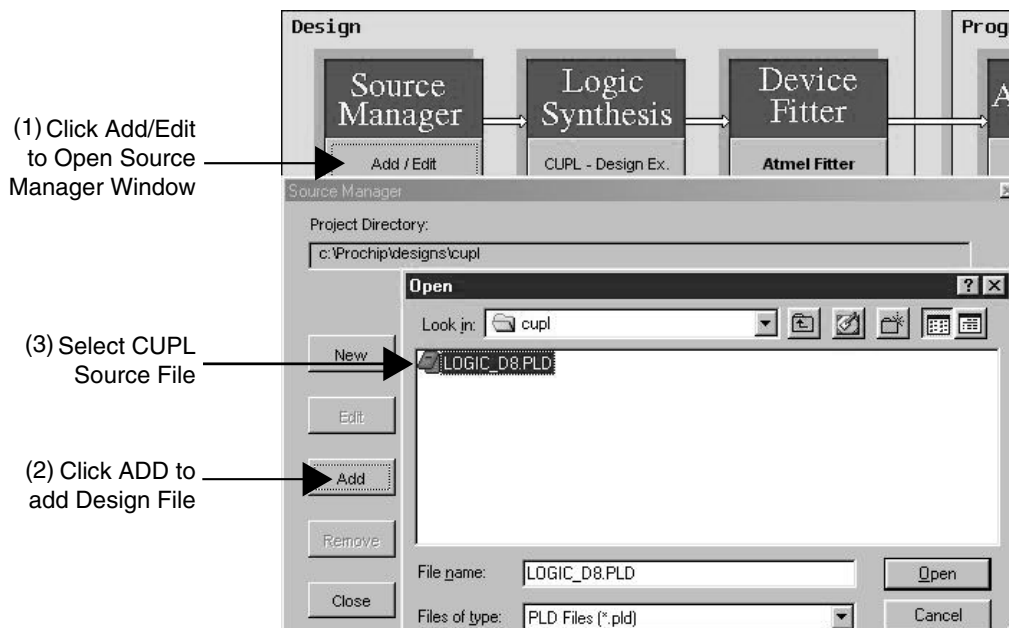 Design
Prog
Source
Manager
Logic
Synthesis
Device
Fitter
A
(1) Click Add/Edit
to Open Source
Manager Window
Add / Edit
CUPL - Design Ex.
Atmel Fitter
Source Manager
Project Directory:
c:\Prochip\designs\cupl
Open
Look in:
cupl
(3) Select CUPL
Source File
New
LOGIC_D8.PLD
Edit
(2) Click ADD to
add Design File
Add
Remove
File name:
LOGIC_D8.PLD
Open
Close
Files of type:
PLD Files (*.pld)
Cancel